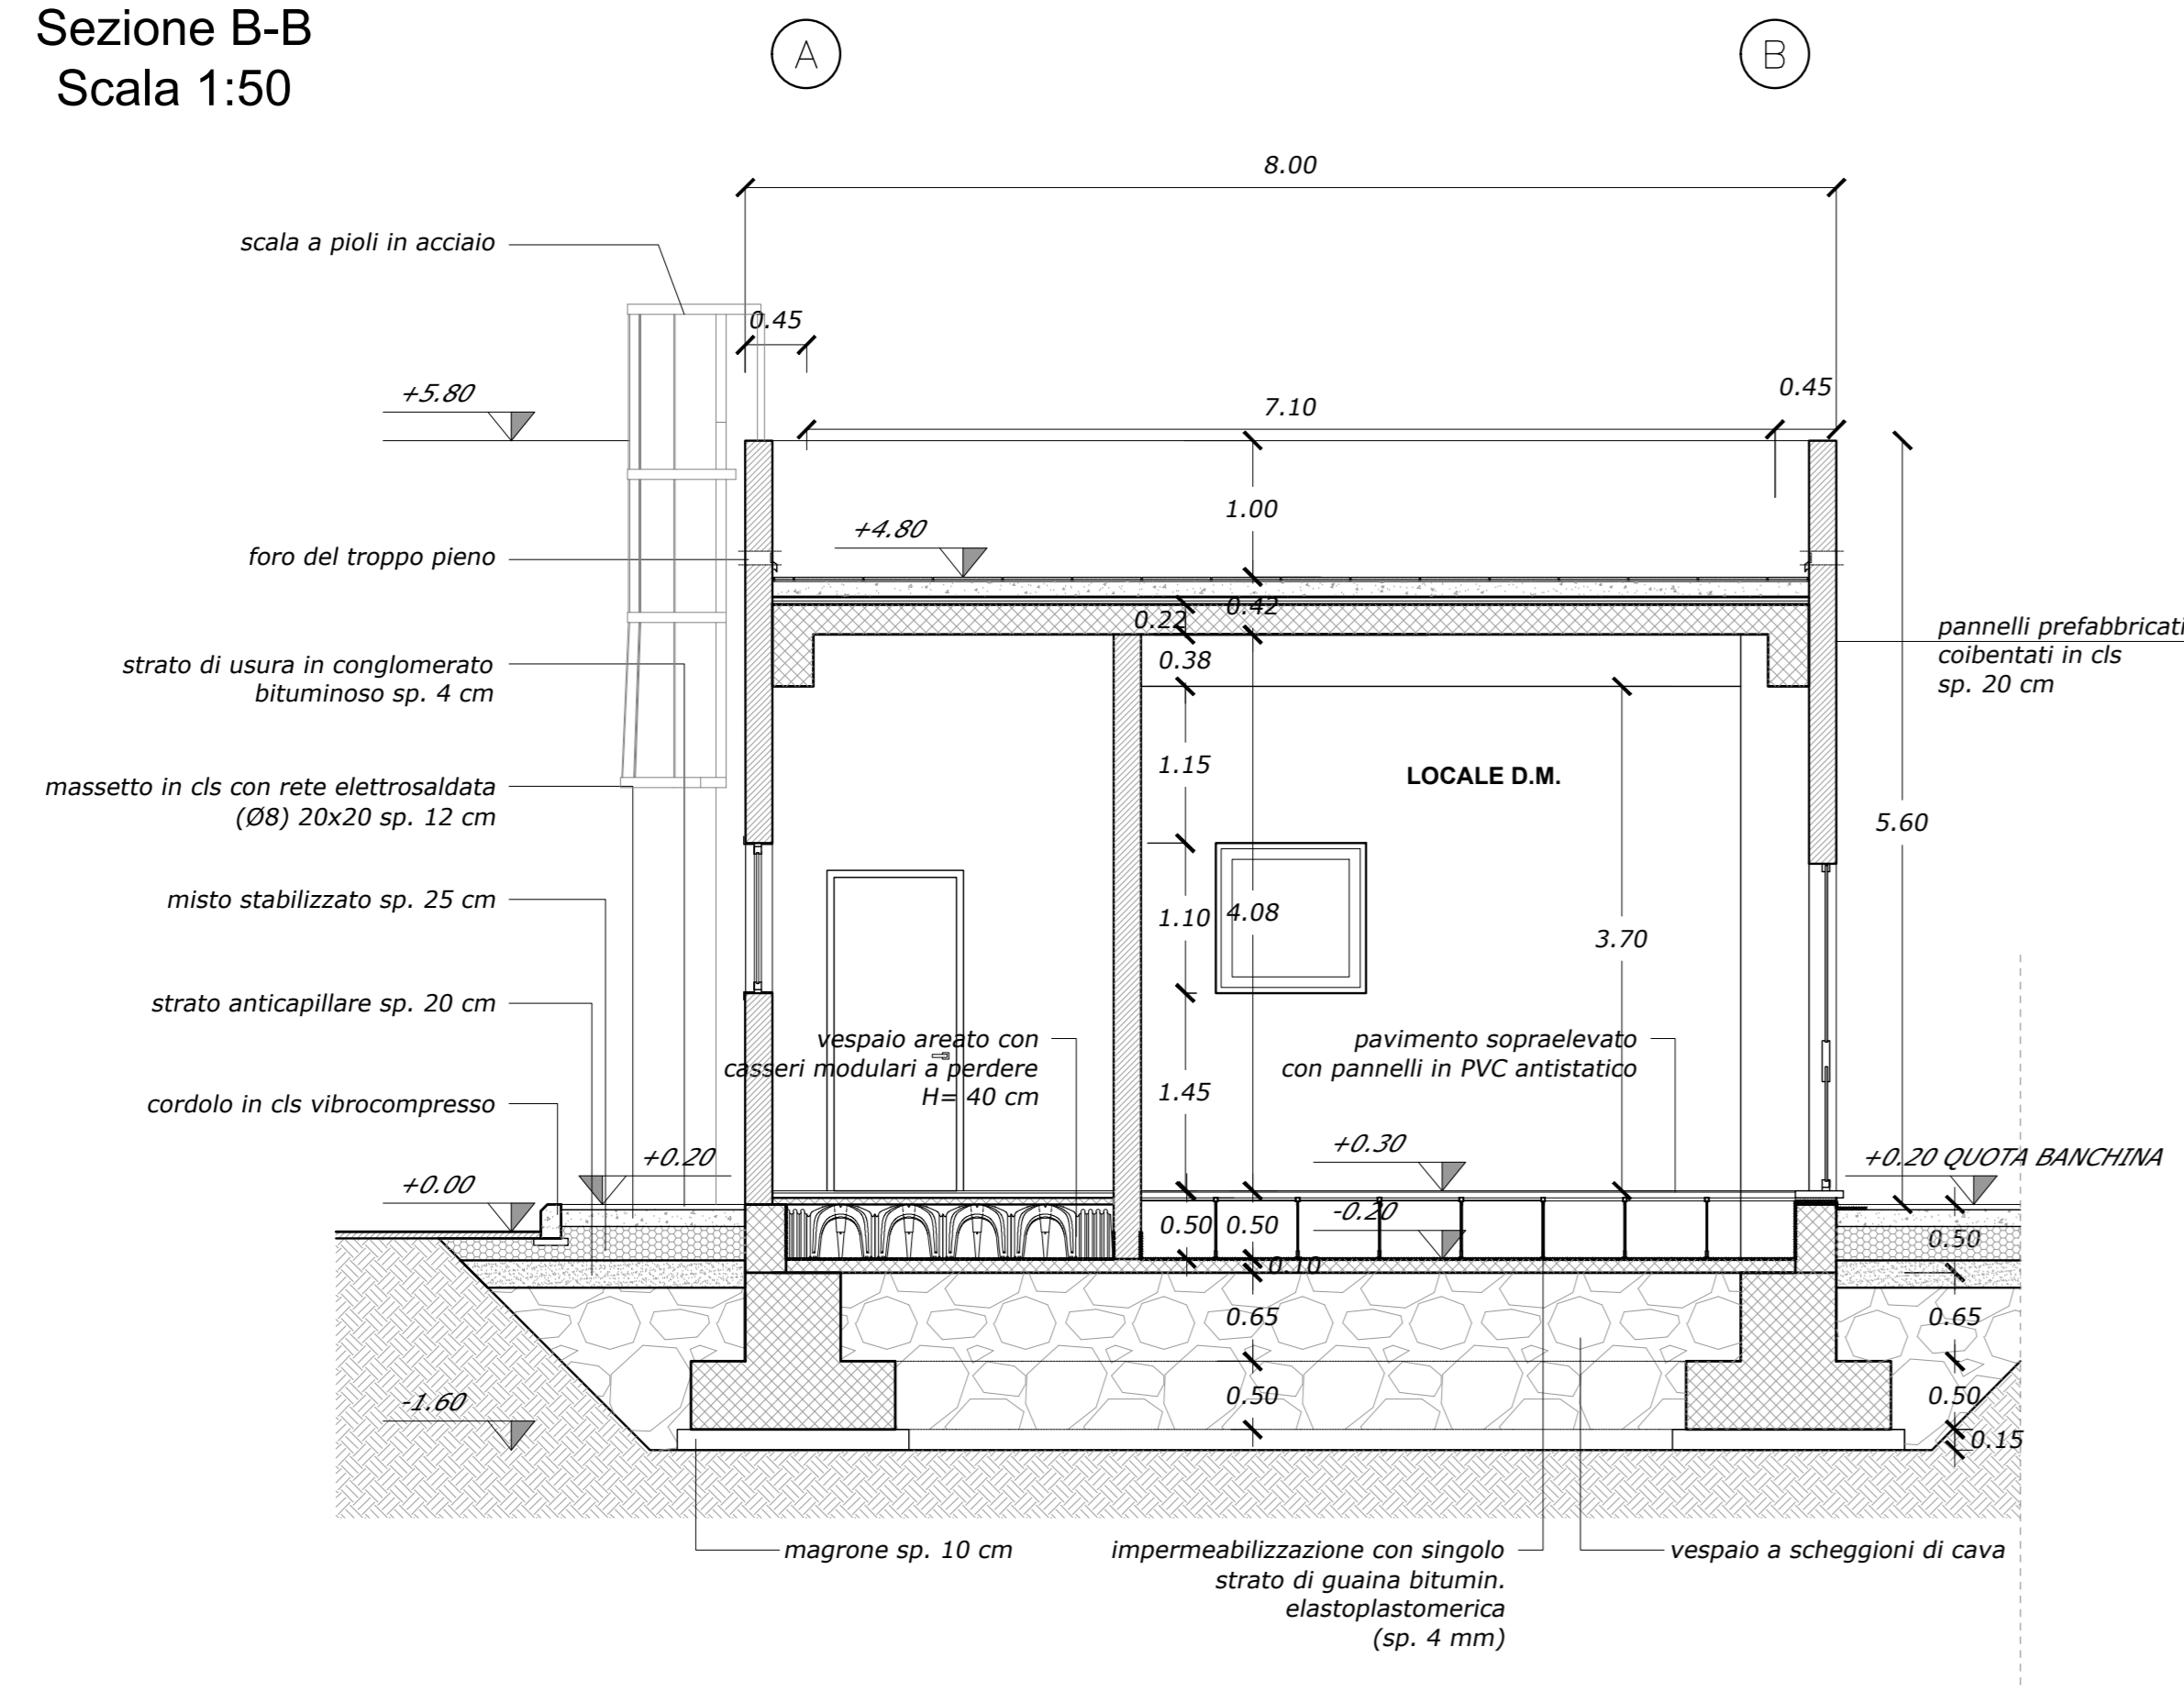 Sezione B-B
Scala 1:50
A
B
8.00
scala a pioli in acciaio
0.45
+5.80
0.45
7.10
1.00
+4.80
foro del troppo pieno
0.42
0.22
pannelli prefabbricati
coibentati in cls
sp. 20 cm
0.38
strato di usura in conglomerato
bituminoso sp. 4 cm
1.15
LOCALE D.M.
massetto in cls con rete elettrosaldata
(Ø8) 20x20 sp. 12 cm
5.60
misto stabilizzato sp. 25 cm
1.10
4.08
3.70
strato anticapillare sp. 20 cm
vespaio areato con
casseri modulari a perdere
H= 40 cm
pavimento sopraelevato
con pannelli in PVC antistatico
1.45
cordolo in cls vibrocompresso
+0.30
+0.20
+0.20 QUOTA BANCHINA
+0.00
-0.20
0.50
0.50
0.50
0.10
0.65
0.65
-1.60
0.50
0.50
0.15
magrone sp. 10 cm
impermeabilizzazione con singolo
strato di guaina bitumin.
elastoplastomerica
(sp. 4 mm)
vespaio a scheggioni di cava